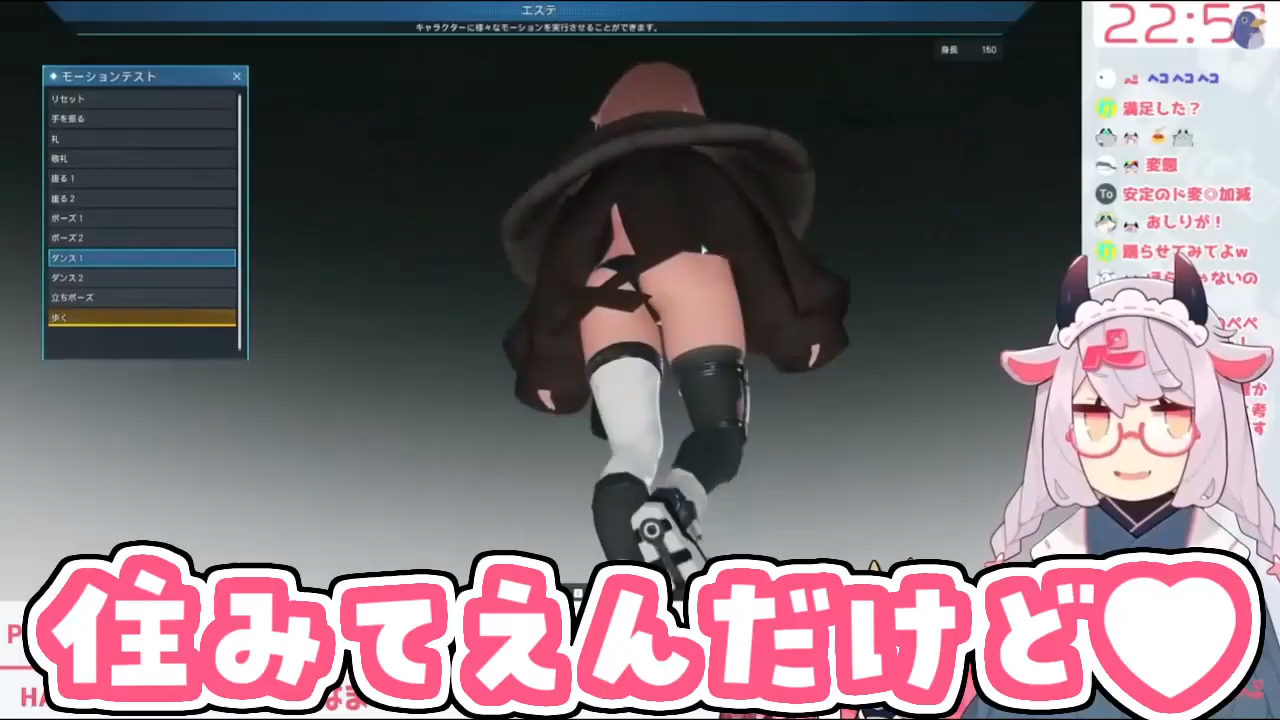 エステ
キャラクターに様々なモーションを実行させることができます。
身長 150
モーションテスト
リセット
手を振る
礼
敬礼
座る1
座る2
ポーズ1
ポーズ2
ダンス1
ダンス2
立ちポーズ
歩く
22:5
ヘコヘコヘコ
満足した?
変態
To 安定のド変◎加減
おしりが!
踊らせてみてよw
ないの
住みてえんだけど♡